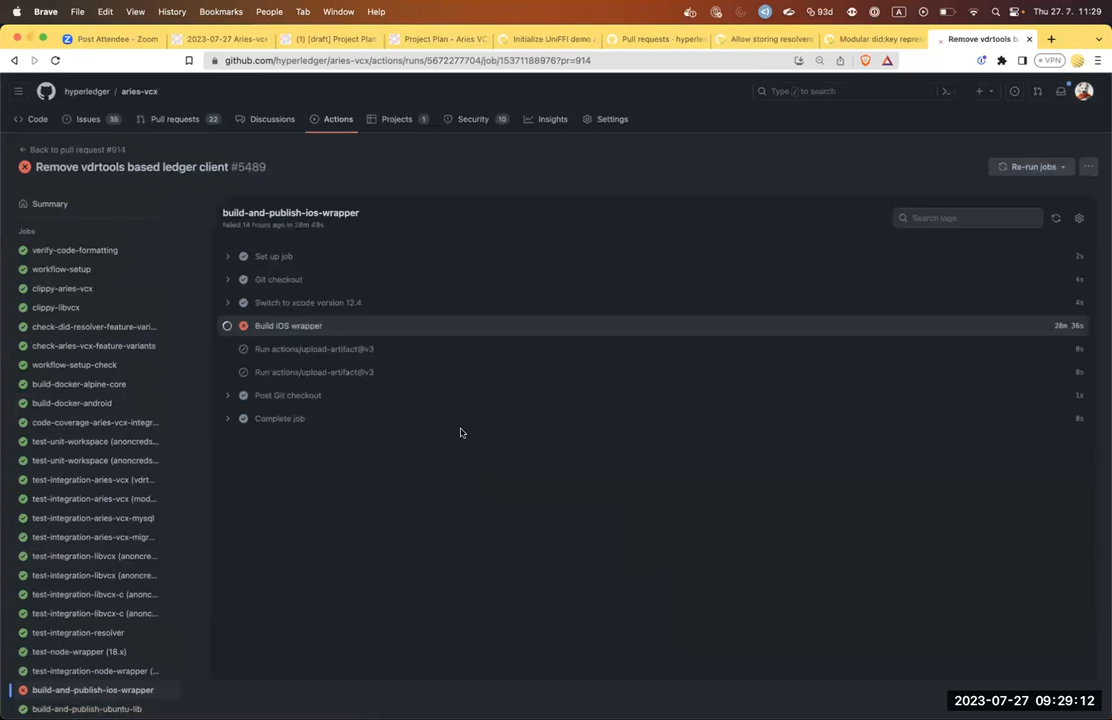 Brave File Edit View History Bookmarks People Tab Window Help 93d A Thu 27. 7. 11:29
Post Attendee - Zoom
2023-07-27 Aries-vcx
(1) [draft] Project Plan
Project Plan - Aries VC
Initialize UniFFI demo
Pull requests · hyperle
Allow storing resolvers
Modular did:key repres
Remove vdrtools b
github.com/hyperledger/aries-vcx/actions/runs/5672277704/job/15371188976?pr=914
VPN
hyperledger / aries-vcx
Type / to search
Code
Issues 35
Pull requests 22
Discussions
Actions
Projects 1
Security 10
Insights
Settings
Back to pull request #914
Remove vdrtools based ledger client #5489
Re-run jobs
Summary
Jobs
verify-code-formatting
workflow-setup
clippy-aries-vcx
clippy-libvcx
check-did-resolver-feature-vari...
check-aries-vcx-feature-variants
workflow-setup-check
build-docker-alpine-core
build-docker-android
code-coverage-aries-vcx-integr...
test-unit-workspace (anoncreds...
test-unit-workspace (anoncreds...
test-integration-aries-vcx (vdrt...
test-integration-aries-vcx (mod...
test-integration-aries-vcx-mysql
test-integration-aries-vcx-migr...
test-integration-libvcx (anoncre...
test-integration-libvcx (anoncre...
test-integration-libvcx-c (anonc...
test-integration-libvcx-c (anonc...
test-integration-resolver
test-node-wrapper (18.x)
test-integration-node-wrapper (...
build-and-publish-ios-wrapper
build-and-publish-ubuntu-lib
build-and-publish-ios-wrapper
failed 14 hours ago in 28m 49s
Search logs
Set up job 2s
Git checkout 4s
Switch to xcode version 12.4 4s
Build iOS wrapper 28m 36s
Run actions/upload-artifact@v3 0s
Run actions/upload-artifact@v3 0s
Post Git checkout 1s
Complete job 0s
2023-07-27 09:29:12